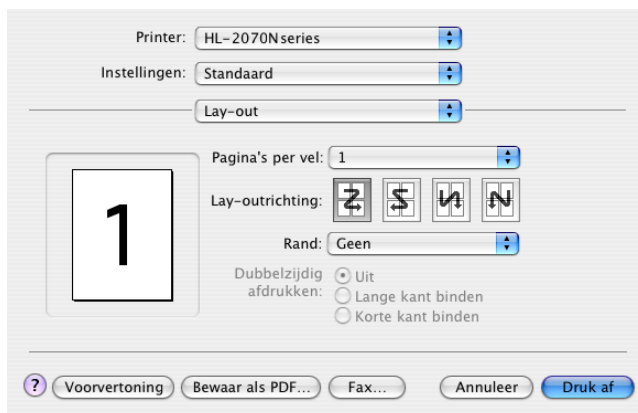 Printer: HL-2070N series
Instellingen: Standaard
Lay-out
Pagina's per vel: 1
1
Lay-outrichting:
Rand: Geen
Dubbelzijdig afdrukken: Uit
Lange kant binden
Korte kant binden
? Voorvertoning Bewaar als PDF... Fax... Annuleer Druk af